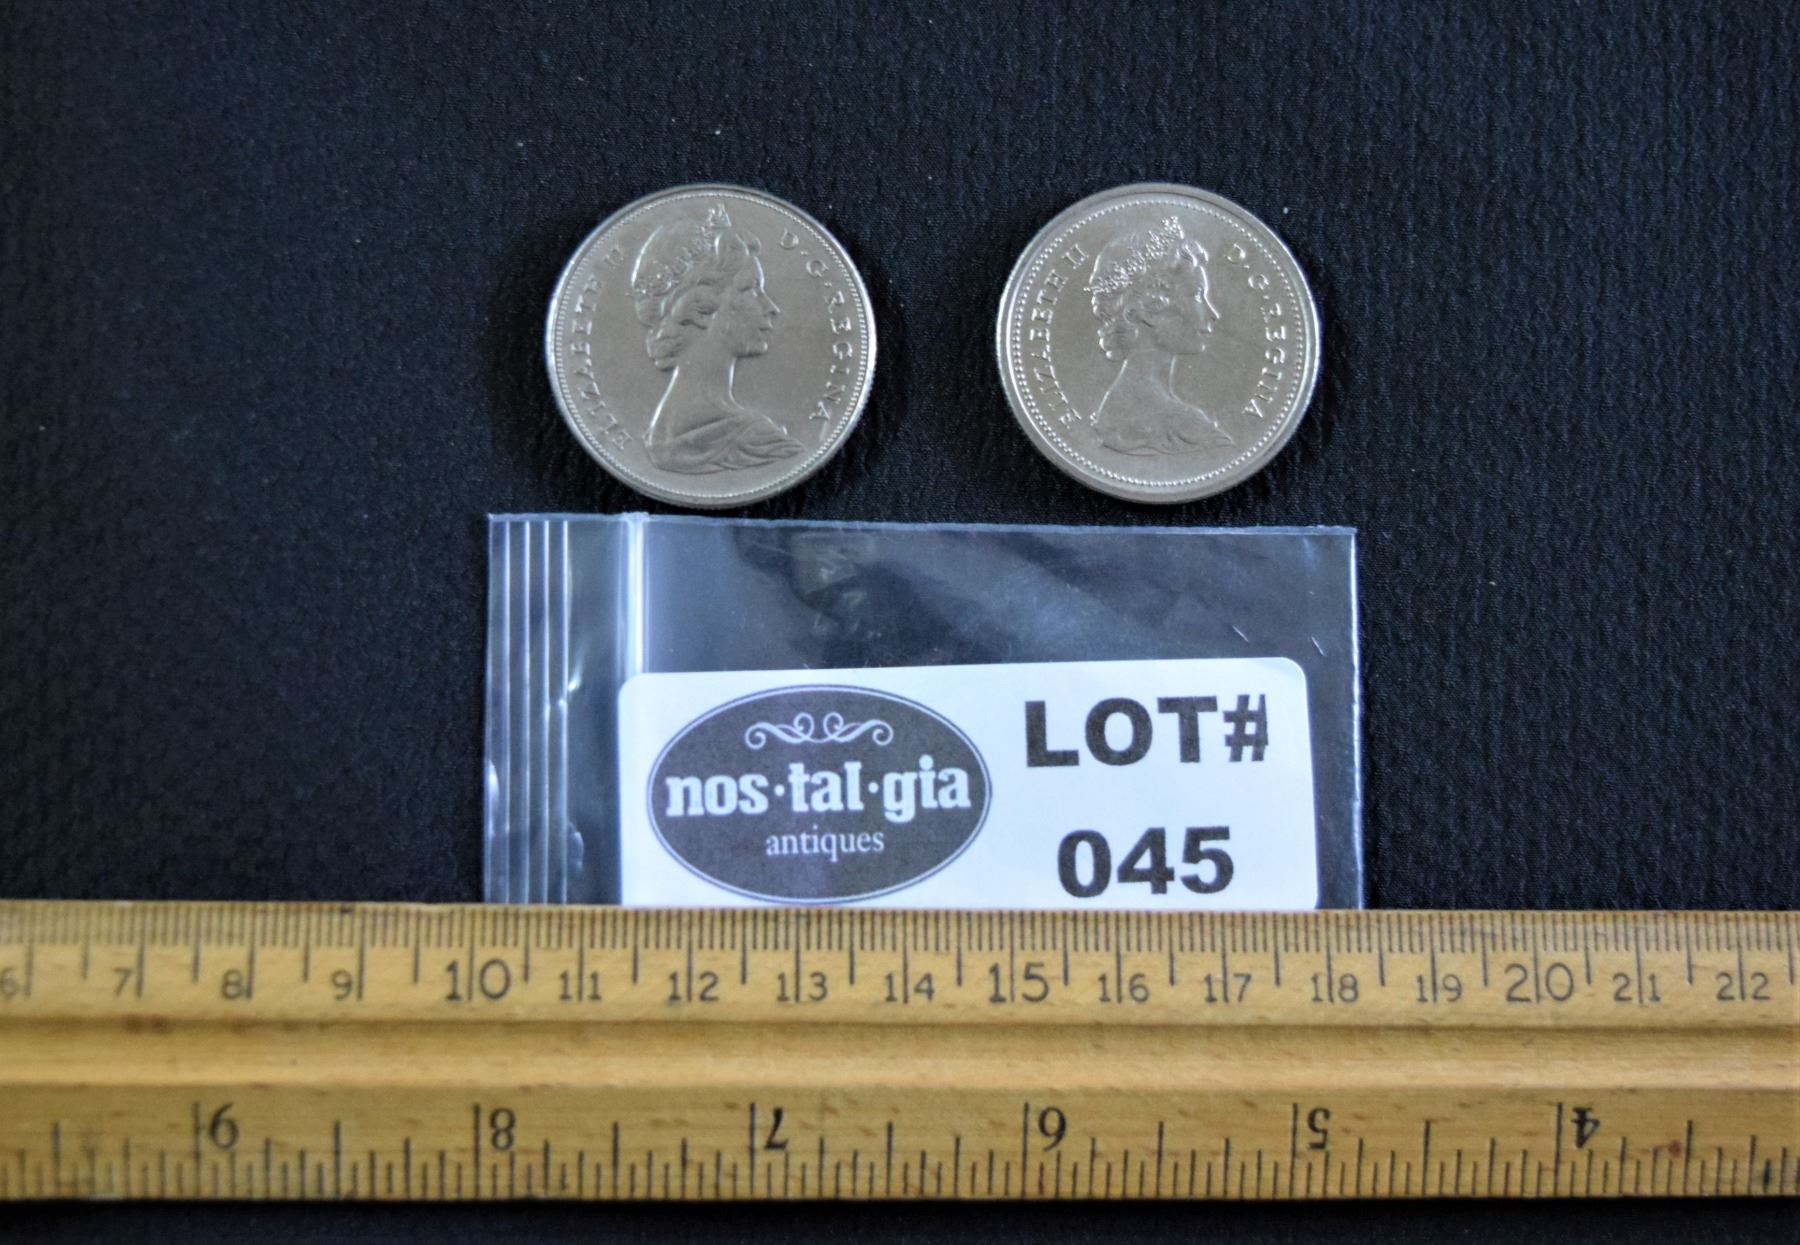 ELIZABETH II D·G·REGINA
ELIZABETH II D·G·REGINA
nos·tal·gia
antiques
LOT#
045
6 7 8 9 10 11 12 13 14 15 16 17 18 19 20 21 22
9 8 7 6 5 4